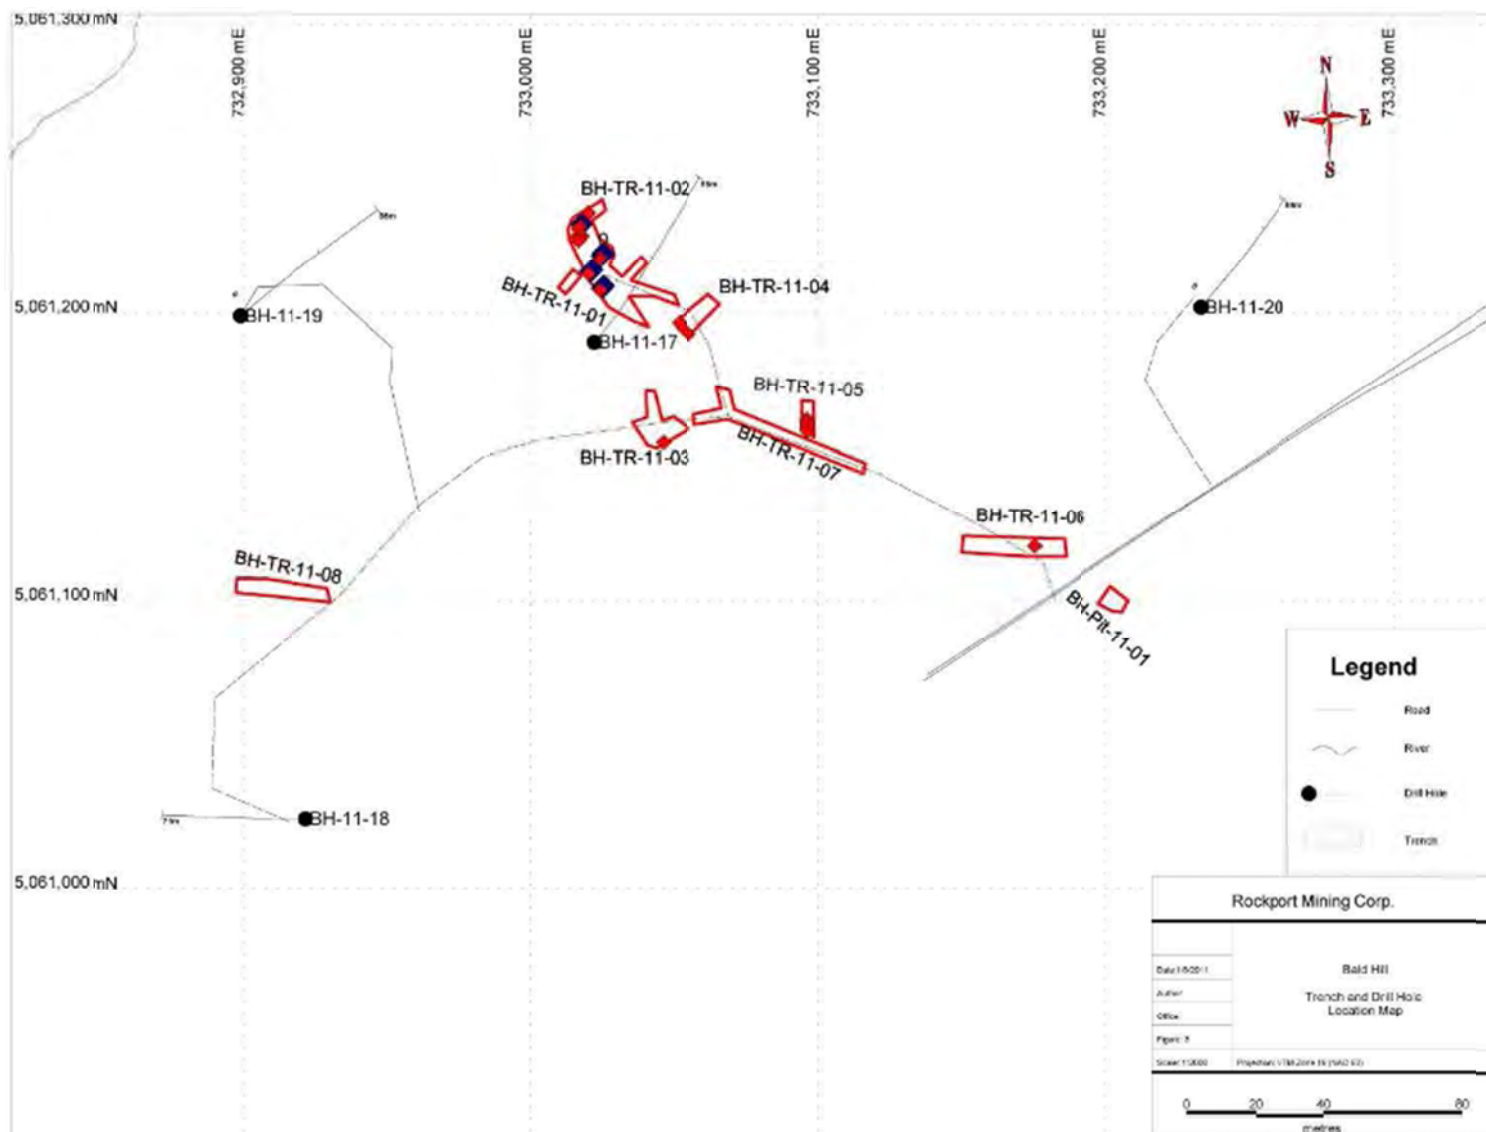 5,061,300 mN
732,900 mE
733,000 mE
733,100 mE
733,200 mE
733,300 mE
N
W E
S
BH-TR-11-02
BH-TR-11-01
BH-TR-11-04
5,061,200 mN
BH-11-19
BH-11-17
BH-11-20
BH-TR-11-05
BH-TR-11-03
BH-TR-11-07
BH-TR-11-06
BH-TR-11-08
5,061,100 mN
BH-Pit-11-01
BH-11-18
5,061,000 mN
Legend
Road
River
Drill Hole
Trench
Rockport Mining Corp.
Bald Hill
Trench and Drill Hole
Location Map
Author
Office
0 20 40 80
metres